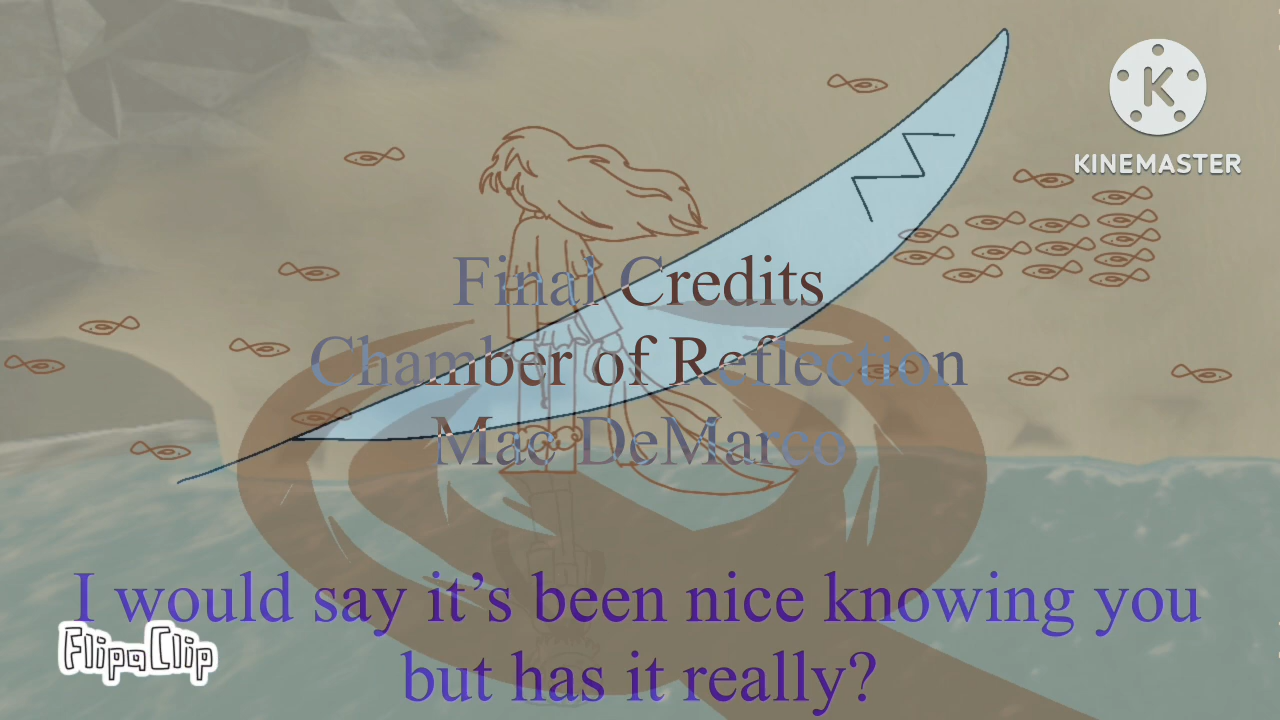 K
KINEMASTER
Final Credits
Chamber of Reflection
Mac DeMarco
I would say it’s been nice knowing you
but has it really?
FlipaClip